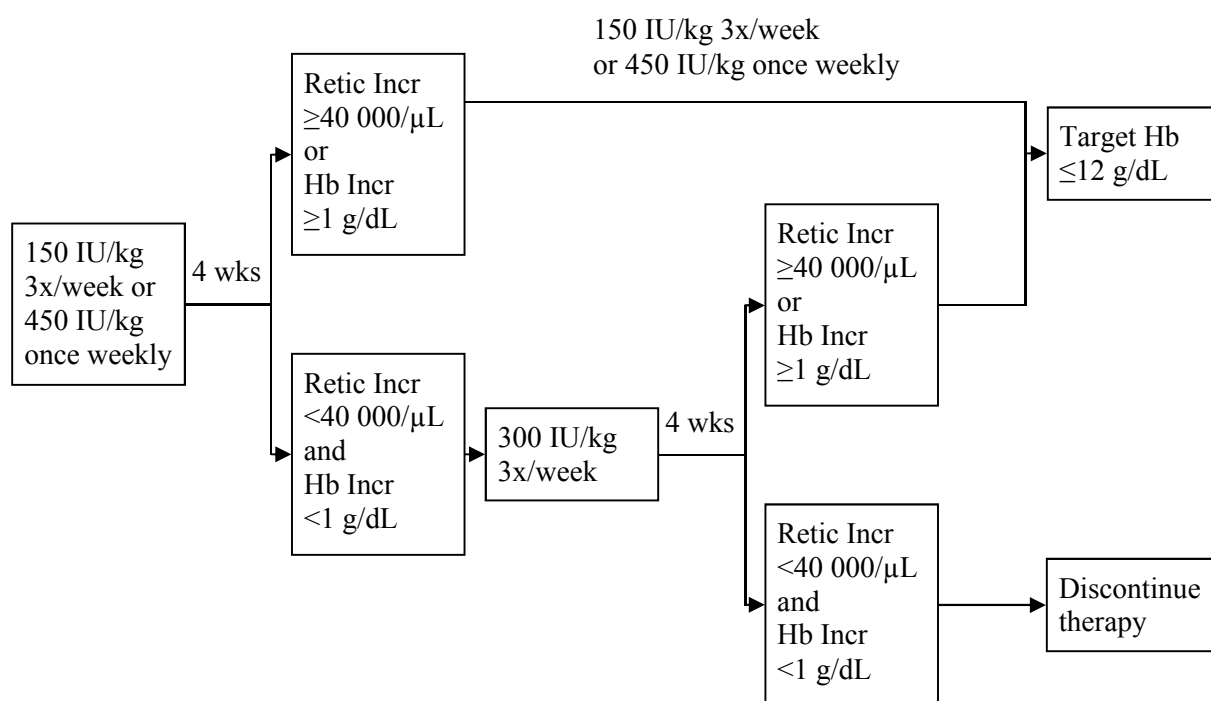 150 IU/kg
3x/week or
450 IU/kg
once weekly
4 wks
Retic Incr
≥40 000/µL
or
Hb Incr
≥1 g/dL
150 IU/kg 3x/week
or 450 IU/kg once weekly
Target Hb
≤12 g/dL
Retic Incr
<40 000/µL
and
Hb Incr
<1 g/dL
300 IU/kg
3x/week
4 wks
Retic Incr
≥40 000/µL
or
Hb Incr
≥1 g/dL
Retic Incr
<40 000/µL
and
Hb Incr
<1 g/dL
Discontinue
therapy